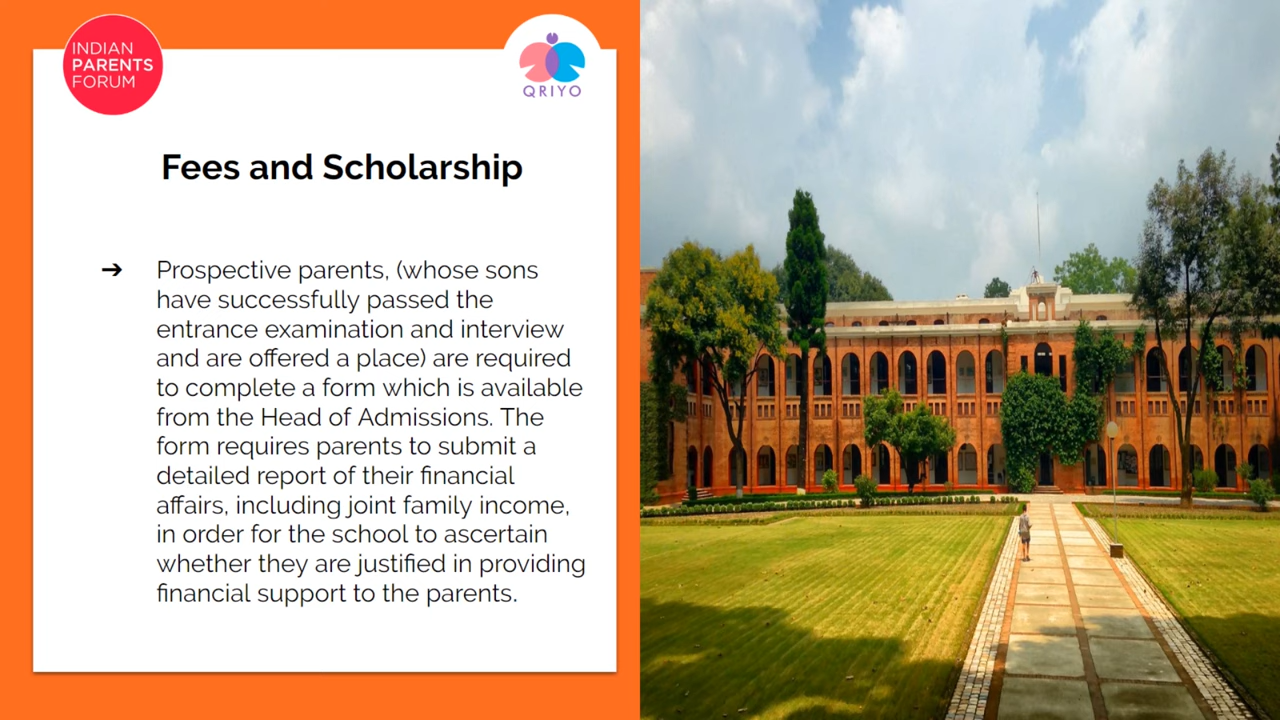 INDIAN
PARENTS
FORUM
QRIYO
Fees and Scholarship
➔ Prospective parents, (whose sons
have successfully passed the
entrance examination and interview
and are offered a place) are required
to complete a form which is available
from the Head of Admissions. The
form requires parents to submit a
detailed report of their financial
affairs, including joint family income,
in order for the school to ascertain
whether they are justified in providing
financial support to the parents.